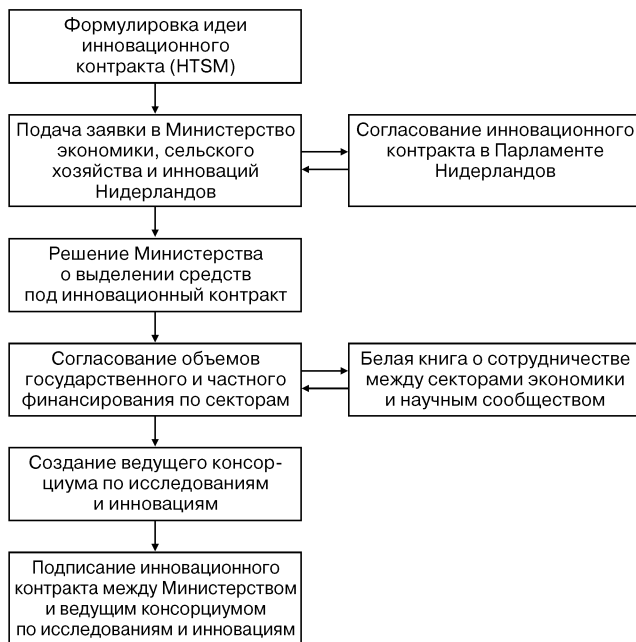 Формулировка идеи
инновационного
контракта (HTSM)
Подача заявки в Министерство
экономики, сельского
хозяйства и инноваций
Нидерландов
Согласование инновационного
контракта в Парламенте
Нидерландов
Решение Министерства
о выделении средств
под инновационный контракт
Согласование объемов
государственного и частного
финансирования по секторам
Белая книга о сотрудничестве
между секторами экономики
и научным сообществом
Создание ведущего консор-
циума по исследованиям
и инновациям
Подписание инновационного
контракта между Министерством
и ведущим консорциумом
по исследованиям и инновациям